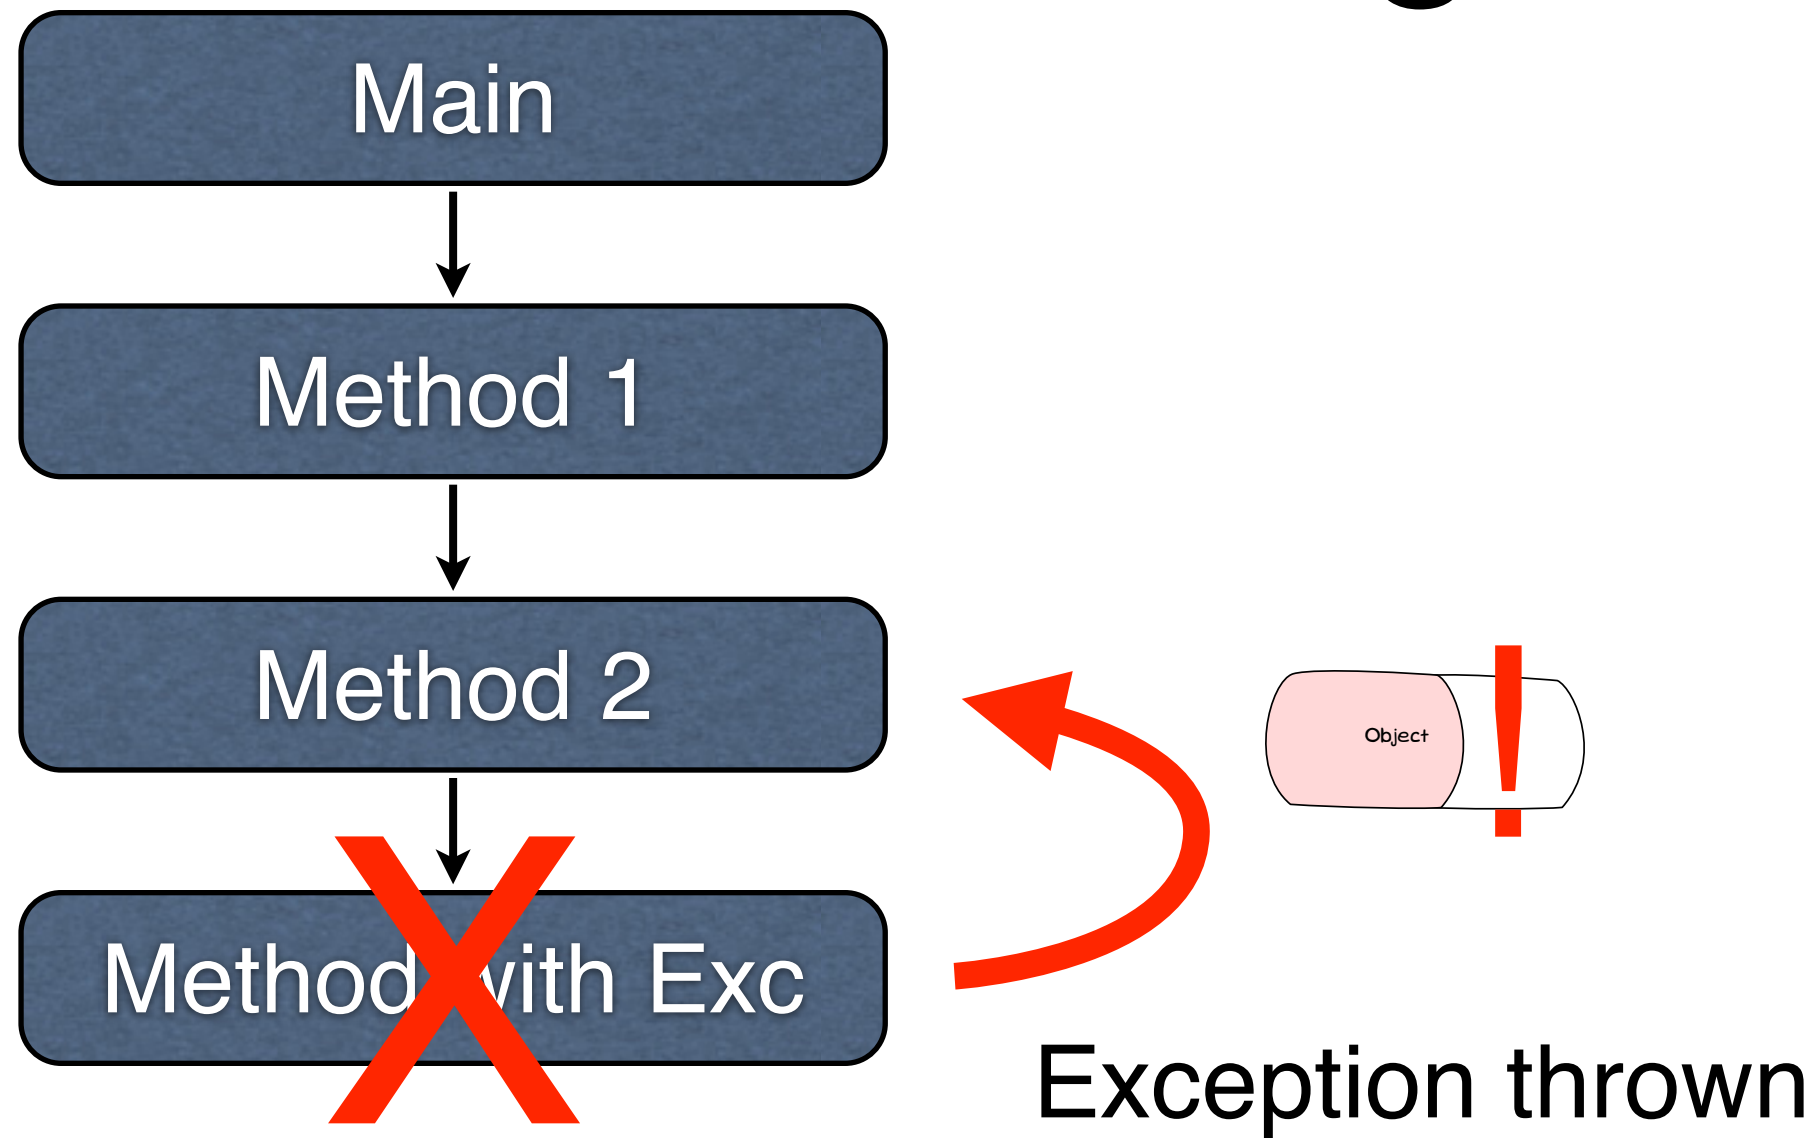 Main
Method 1
Method 2
Object
!
Method with Exc
X
Exception thrown